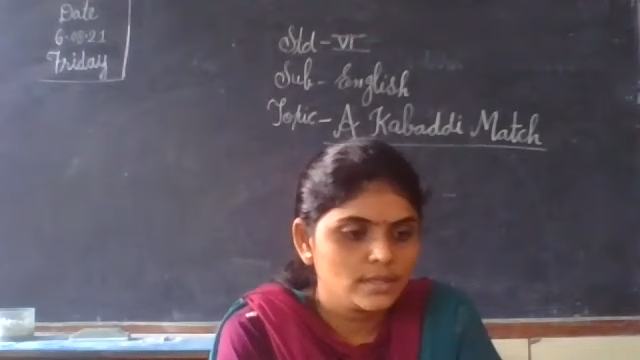 Date
6-08-21
Friday
Std - VI
Sub - English
Topic - A Kabaddi Match